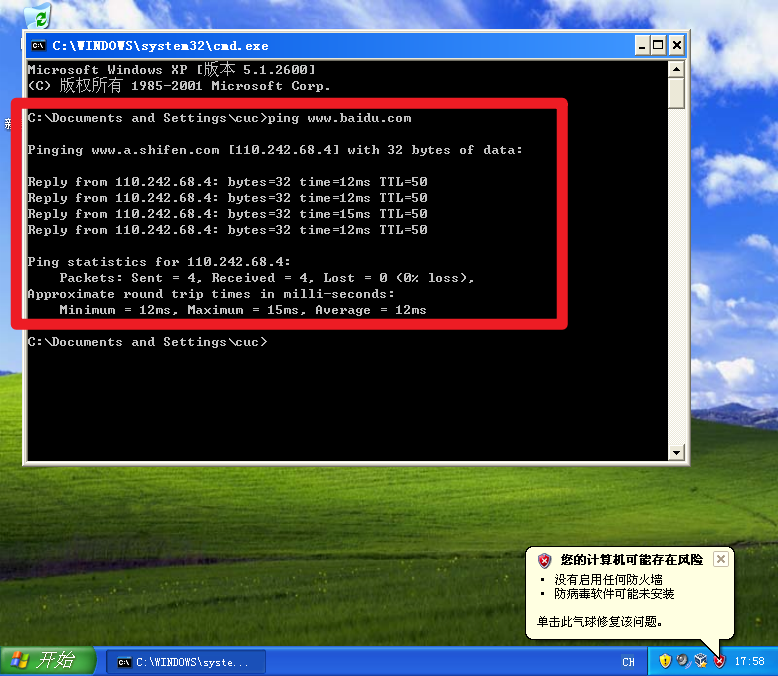 C:\WINDOWS\system32\cmd.exe
Microsoft Windows XP [版本 5.1.2600]
(C) 版权所有 1985-2001 Microsoft Corp.
C:\Documents and Settings\cuc>ping www.baidu.com
Pinging www.a.shifen.com [110.242.68.4] with 32 bytes of data:
Reply from 110.242.68.4: bytes=32 time=12ms TTL=50
Reply from 110.242.68.4: bytes=32 time=12ms TTL=50
Reply from 110.242.68.4: bytes=32 time=15ms TTL=50
Reply from 110.242.68.4: bytes=32 time=12ms TTL=50
Ping statistics for 110.242.68.4:
Packets: Sent = 4, Received = 4, Lost = 0 (0% loss),
Approximate round trip times in milli-seconds:
Minimum = 12ms, Maximum = 15ms, Average = 12ms
C:\Documents and Settings\cuc>
您的计算机可能存在风险
• 没有启用任何防火墙
• 防病毒软件可能未安装
单击此气球修复该问题。
开始
C:\WINDOWS\syste...
CH
17:58